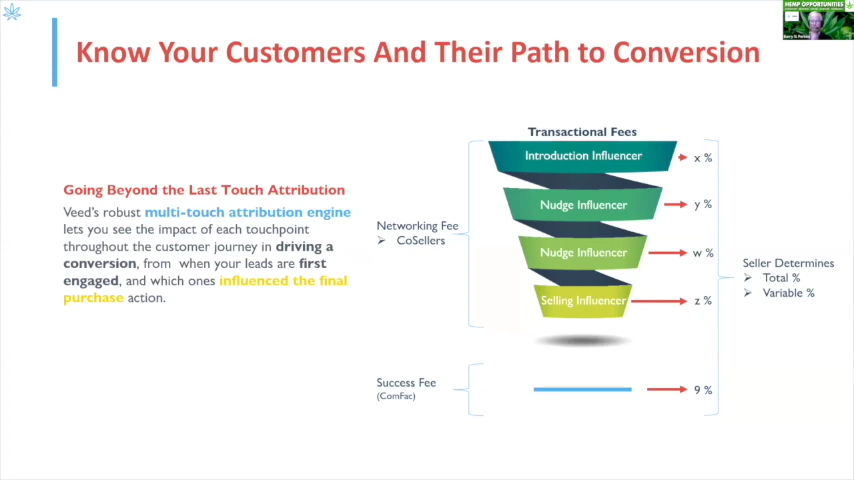 HEMP OPPORTUNITIES
Know Your Customers And Their Path to Conversion
Going Beyond the Last Touch Attribution
Veed's robust multi-touch attribution engine
lets you see the impact of each touchpoint
throughout the customer journey in driving a
conversion, from when your leads are first
engaged, and which ones influenced the final
purchase action.
Transactional Fees
Introduction Influencer
x %
Nudge Influencer
y %
Nudge Influencer
w %
Selling Influencer
z %
Networking Fee
➢ CoSellers
Success Fee
(ComFac)
9 %
Seller Determines
➢ Total %
➢ Variable %